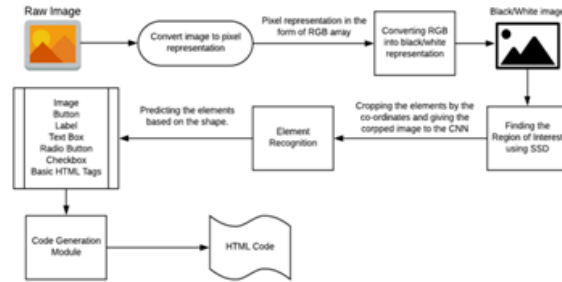 Raw Image
Convert image to pixel
representation
Pixel representation in the
form of RGB array
Converting RGB
into black/white
representation
Black/White image
Finding the
Region of Interest
using SSD
Cropping the elements by the
co-ordinates and giving the
corpped image to the CNN
Element
Recognition
Predicting the elements
based on the shape.
Image
Button
Label
Text Box
Radio Button
Checkbox
Basic HTML Tags
Code Generation
Module
HTML Code